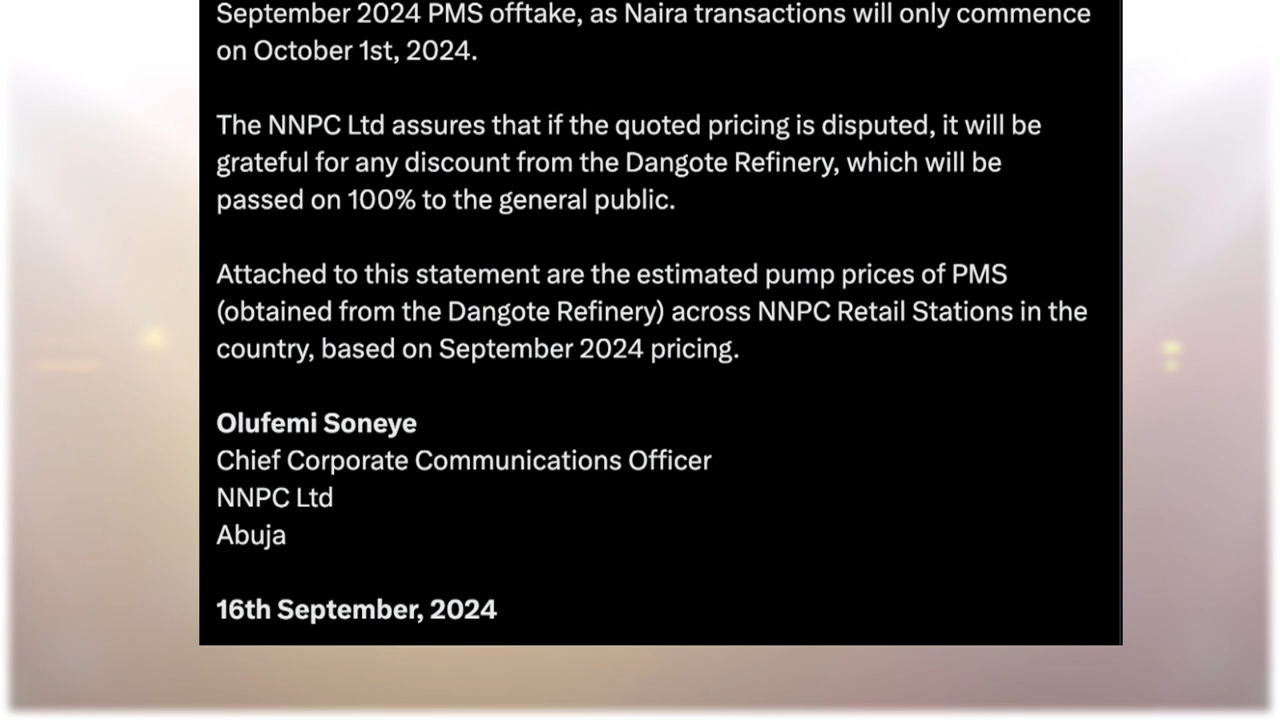 September 2024 PMS offtake, as Naira transactions will only commence
on October 1st, 2024.
The NNPC Ltd assures that if the quoted pricing is disputed, it will be
grateful for any discount from the Dangote Refinery, which will be
passed on 100% to the general public.
Attached to this statement are the estimated pump prices of PMS
(obtained from the Dangote Refinery) across NNPC Retail Stations in the
country, based on September 2024 pricing.
Olufemi Soneye
Chief Corporate Communications Officer
NNPC Ltd
Abuja
16th September, 2024